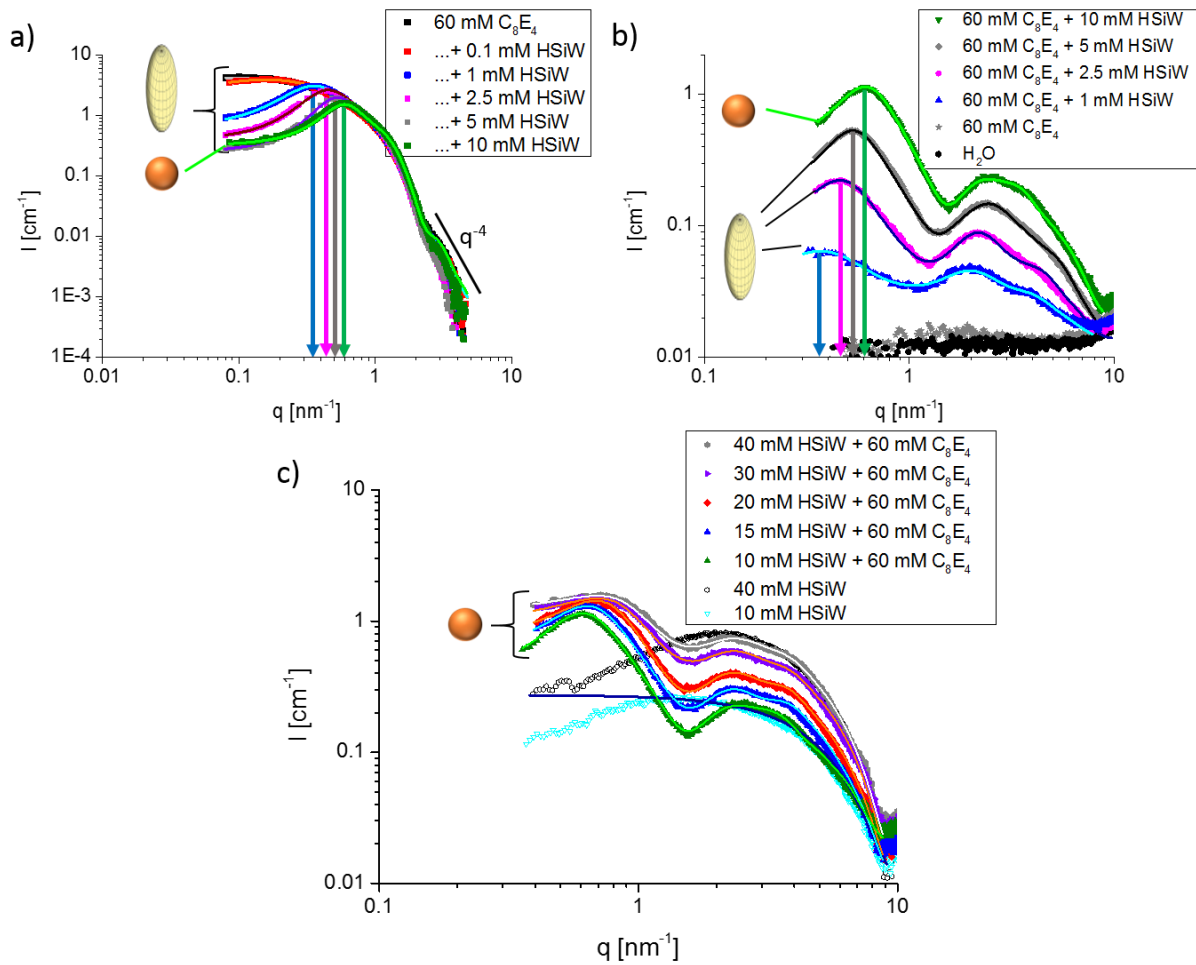 a)
10
1
0.1
0.01
1E-3
1E-4
0.01
0.1
1
10
I [cm⁻¹]
q [nm⁻¹]
q⁻⁴
60 mM C₈E₄
...+ 0.1 mM HSiW
...+ 1 mM HSiW
...+ 2.5 mM HSiW
...+ 5 mM HSiW
...+ 10 mM HSiW
b)
1
0.1
0.01
0.1
1
10
I [cm⁻¹]
q [nm⁻¹]
60 mM C₈E₄ + 10 mM HSiW
60 mM C₈E₄ + 5 mM HSiW
60 mM C₈E₄ + 2.5 mM HSiW
60 mM C₈E₄ + 1 mM HSiW
60 mM C₈E₄
H₂O
c)
10
1
0.1
0.01
0.1
1
10
I [cm⁻¹]
q [nm⁻¹]
40 mM HSiW + 60 mM C₈E₄
30 mM HSiW + 60 mM C₈E₄
20 mM HSiW + 60 mM C₈E₄
15 mM HSiW + 60 mM C₈E₄
10 mM HSiW + 60 mM C₈E₄
40 mM HSiW
10 mM HSiW